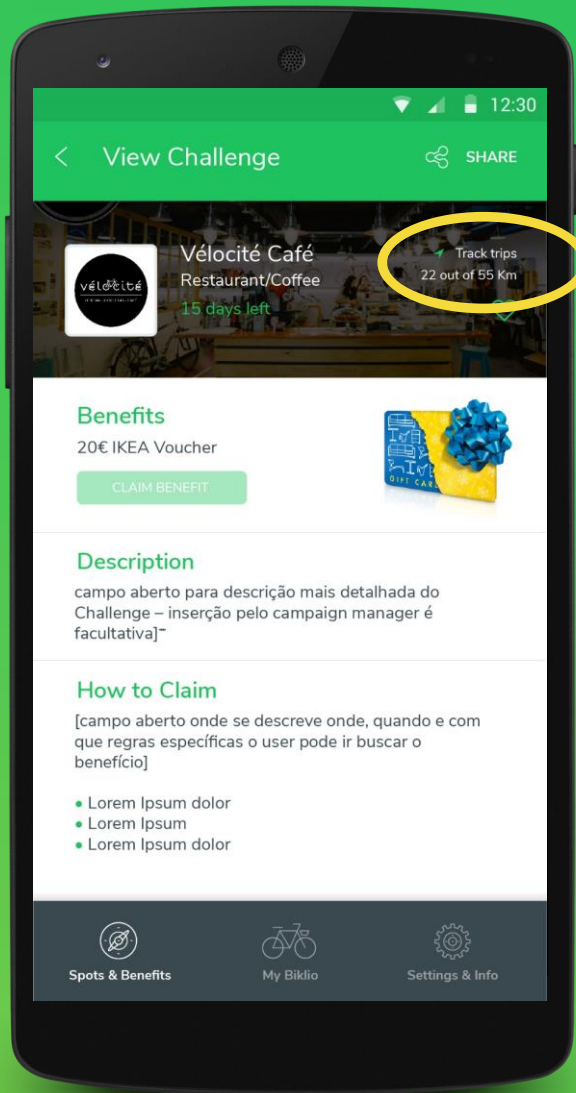 12:30
View Challenge
SHARE
Vélocité Café
Restaurant/Coffee
15 days left
Track trips
22 out of 55 Km
vélocité
Benefits
20€ IKEA Voucher
CLAIM BENEFIT
GIFT CAR
Description
campo aberto para descrição mais detalhada do
Challenge – inserção pelo campaign manager é
facultativa]-
How to Claim
[campo aberto onde se descreve onde, quando e com
que regras específicas o user pode ir buscar o
benefício]
• Lorem Ipsum dolor
• Lorem Ipsum
• Lorem Ipsum dolor
Spots & Benefits
My Biklio
Settings & Info